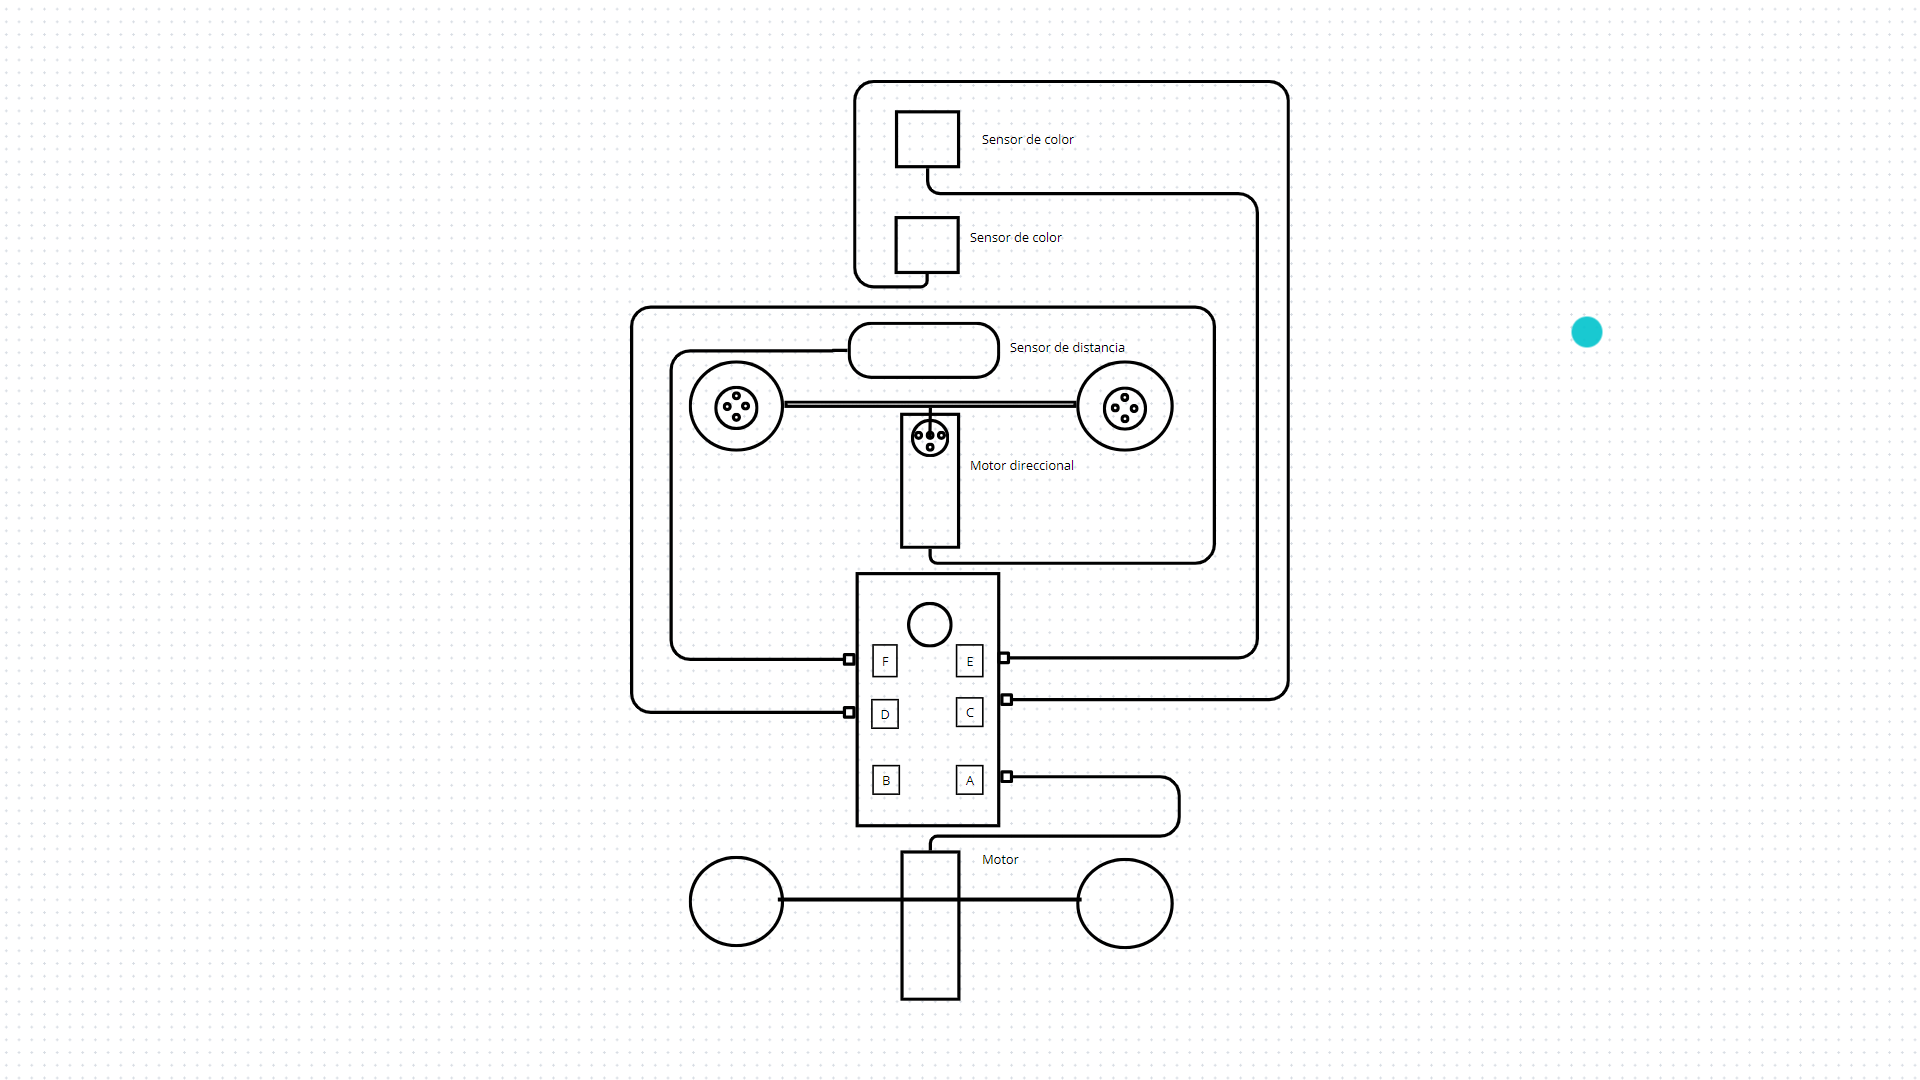 Sensor de color
Sensor de color
Sensor de distancia
Motor direccional
F
E
D
C
B
A
Motor